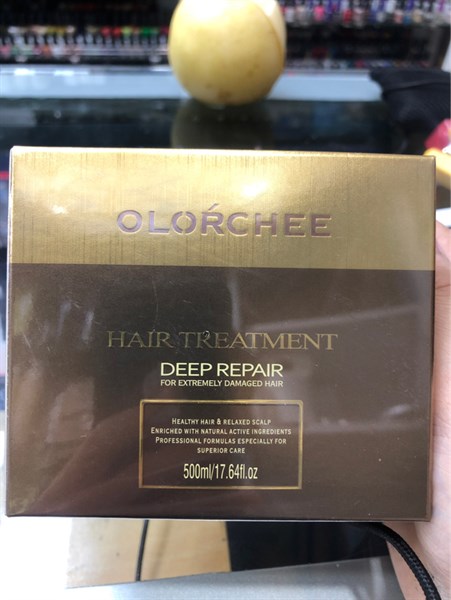 OLORĆHEE
HAIR TREATMENT
DEEP REPAIR
FOR EXTREMELY DAMAGED HAIR
HEALTHY HAIR & RELAXED SCALP
ENRICHED WITH NATURAL ACTIVE INGREDIENTS
PROFESSIONAL FORMULAS ESPECIALLY FOR
SUPERIOR CARE
500ml/17.64fl.oz